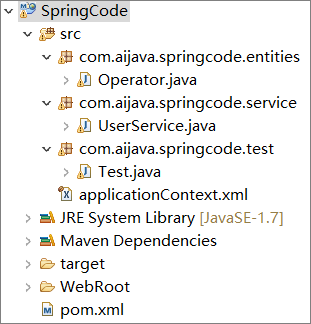 SpringCode
src
com.aijava.springcode.entities
Operator.java
com.aijava.springcode.service
UserService.java
com.aijava.springcode.test
Test.java
applicationContext.xml
JRE System Library [JavaSE-1.7]
Maven Dependencies
target
WebRoot
pom.xml